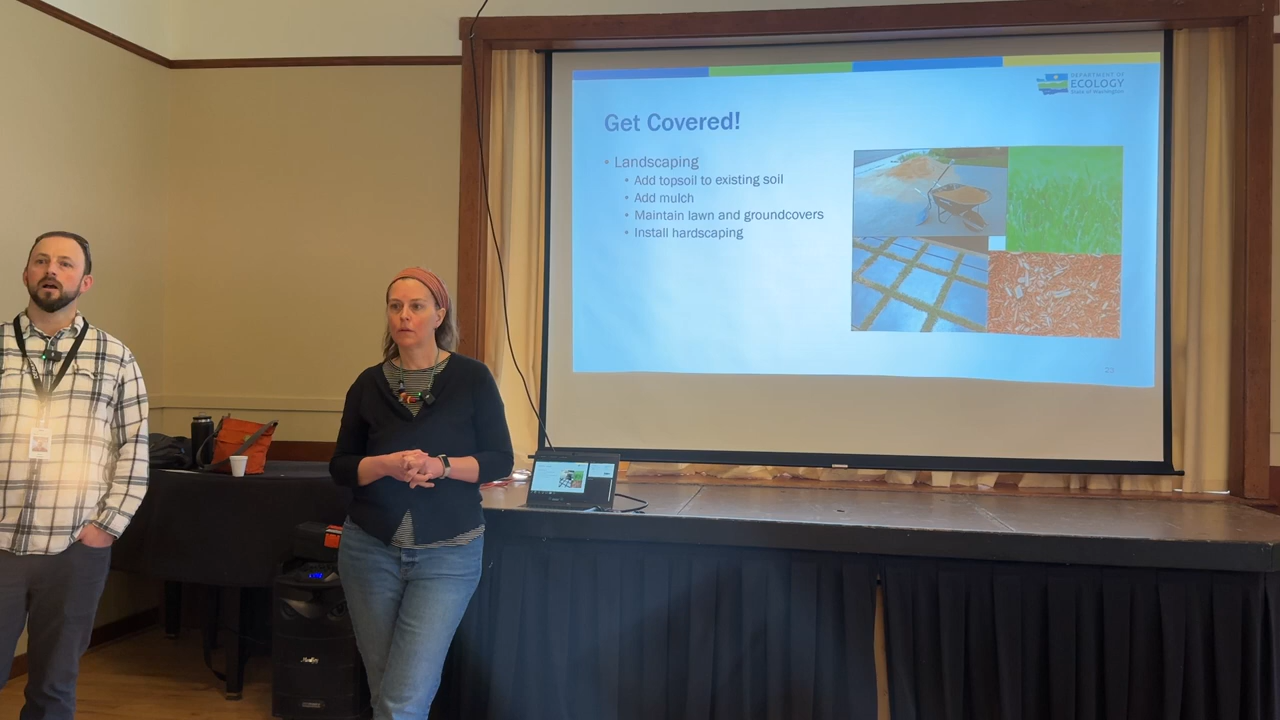 DEPARTMENT OF
ECOLOGY
State of Washington
Get Covered!
• Landscaping
• Add topsoil to existing soil
• Add mulch
• Maintain lawn and groundcovers
• Install hardscaping